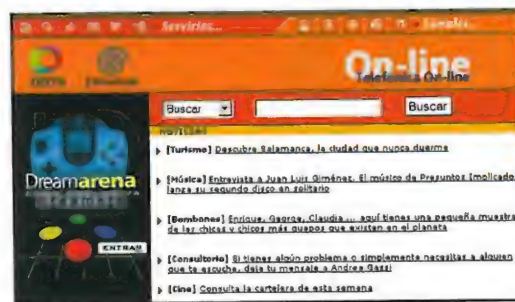 Servicios...
On-line
Telefonica On-line
Buscar
Buscar
[Turismo] Descubre Salamanca, la ciudad que nunca duerme
[Música] Entrevista a Juan Luis Giménez. El músico de Presuntos Implicados
lanza su segundo disco en solitario
Dreamarena
[Bombones] Enrique, George, Claudia ... aquí tienes una pequeña muestra
de las chicas y chicos más guapos que existen en el planeta
ENTRAR
[Consultorio] Si tienes algún problema o simplemente necesitas a alguien
que te escuche, deja tu mensaje a Andrea Gassi
[Cine] Consulta la cartelera de esta semana